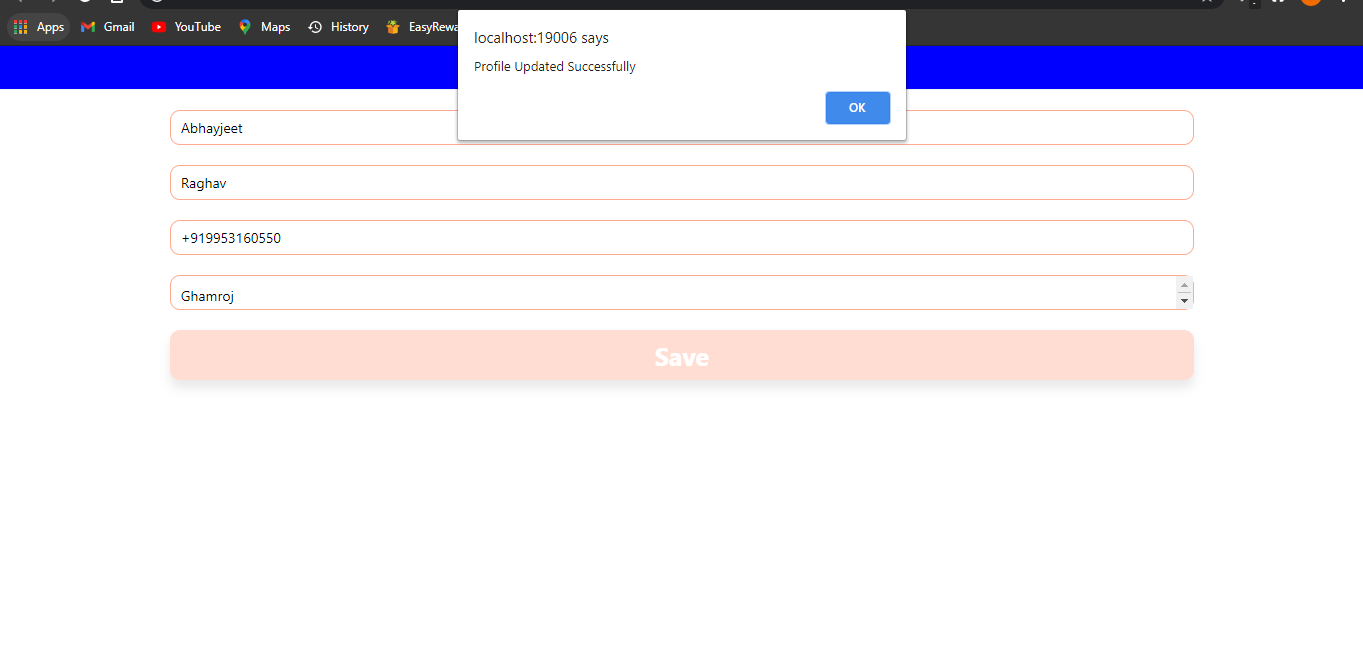 Apps Gmail YouTube Maps History EasyRewa
localhost:19006 says
Profile Updated Successfully
OK
Abhayjeet
Raghav
+919953160550
Ghamroj
Save